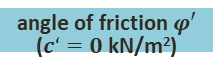 angle of friction φ′
(c‘ = 0 kN/m²)